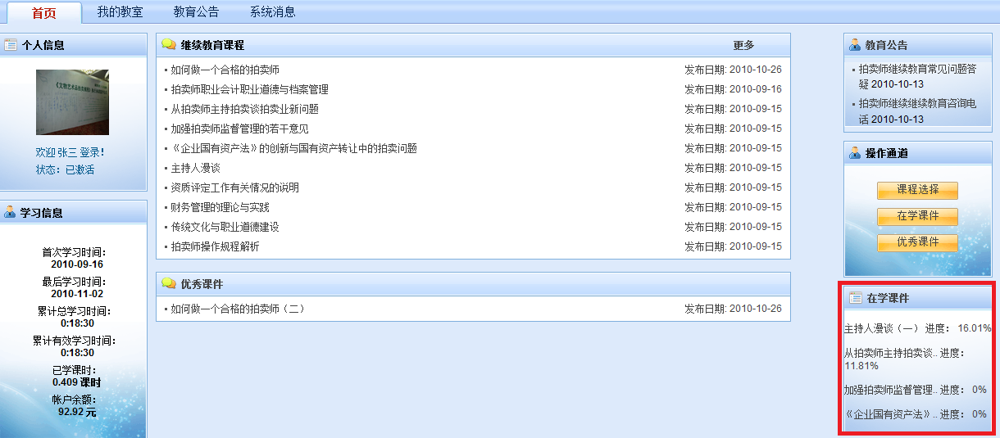 首页 我的教室 教育公告 系统消息
个人信息
欢迎 张三 登录!
状态：已激活
学习信息
首次学习时间:
2010-09-16
最后学习时间:
2010-11-02
累计总学习时间:
0:18:30
累计有效学习时间:
0:18:30
已学课时:
0.409 课时
帐户余额:
92.92 元
继续教育课程 更多
如何做一个合格的拍卖师 发布日期: 2010-10-26
拍卖师职业会计职业道德与档案管理 发布日期: 2010-09-16
从拍卖师主持拍卖谈拍卖业新问题 发布日期: 2010-09-15
加强拍卖师监督管理的若干意见 发布日期: 2010-09-15
《企业国有资产法》的创新与国有资产转让中的拍卖问题 发布日期: 2010-09-15
主持人漫谈 发布日期: 2010-09-15
资质评定工作有关情况的说明 发布日期: 2010-09-15
财务管理的理论与实践 发布日期: 2010-09-15
传统文化与职业道德建设 发布日期: 2010-09-15
拍卖师操作规程解析 发布日期: 2010-09-15
优秀课件
如何做一个合格的拍卖师（二） 发布日期: 2010-10-26
教育公告
拍卖师继续教育常见问题答
疑 2010-10-13
拍卖师继续继续教育咨询电
话 2010-10-13
操作通道
课程选择
在学课件
优秀课件
在学课件
主持人漫谈（一） 进度： 16.01%
从拍卖师主持拍卖谈.. 进度：
11.81%
加强拍卖师监督管理.. 进度： 0%
《企业国有资产法》.. 进度： 0%